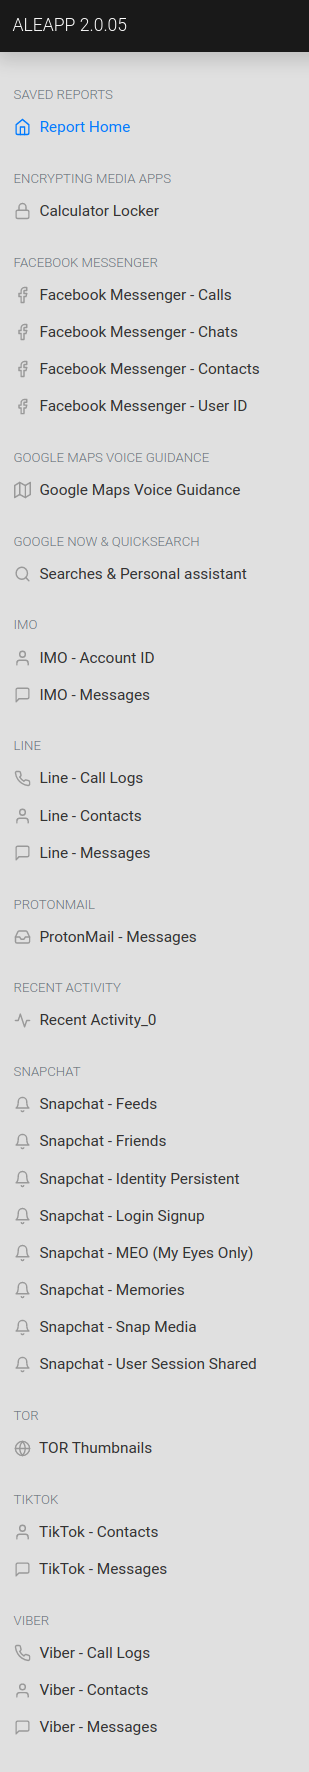 ALEAPP 2.0.05
SAVED REPORTS
Report Home
ENCRYPTING MEDIA APPS
Calculator Locker
FACEBOOK MESSENGER
Facebook Messenger - Calls
Facebook Messenger - Chats
Facebook Messenger - Contacts
Facebook Messenger - User ID
GOOGLE MAPS VOICE GUIDANCE
Google Maps Voice Guidance
GOOGLE NOW & QUICKSEARCH
Searches & Personal assistant
IMO
IMO - Account ID
IMO - Messages
LINE
Line - Call Logs
Line - Contacts
Line - Messages
PROTONMAIL
ProtonMail - Messages
RECENT ACTIVITY
Recent Activity_0
SNAPCHAT
Snapchat - Feeds
Snapchat - Friends
Snapchat - Identity Persistent
Snapchat - Login Signup
Snapchat - MEO (My Eyes Only)
Snapchat - Memories
Snapchat - Snap Media
Snapchat - User Session Shared
TOR
TOR Thumbnails
TIKTOK
TikTok - Contacts
TikTok - Messages
VIBER
Viber - Call Logs
Viber - Contacts
Viber - Messages